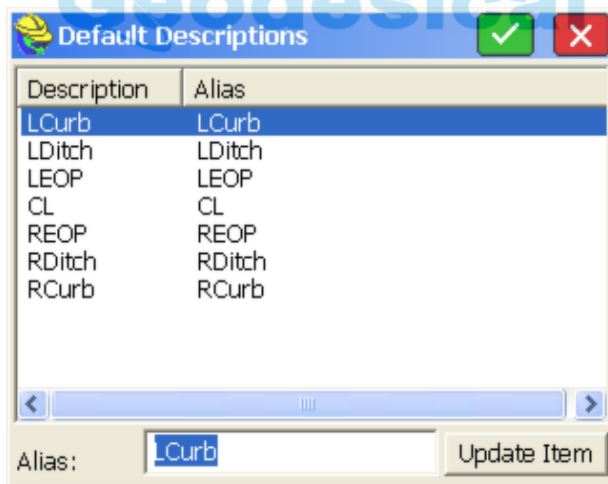 Geodesical
Default Descriptions
Description Alias
LCurb LCurb
LDitch LDitch
LEOP LEOP
CL CL
REOP REOP
RDitch RDitch
RCurb RCurb
Alias: LCurb Update Item